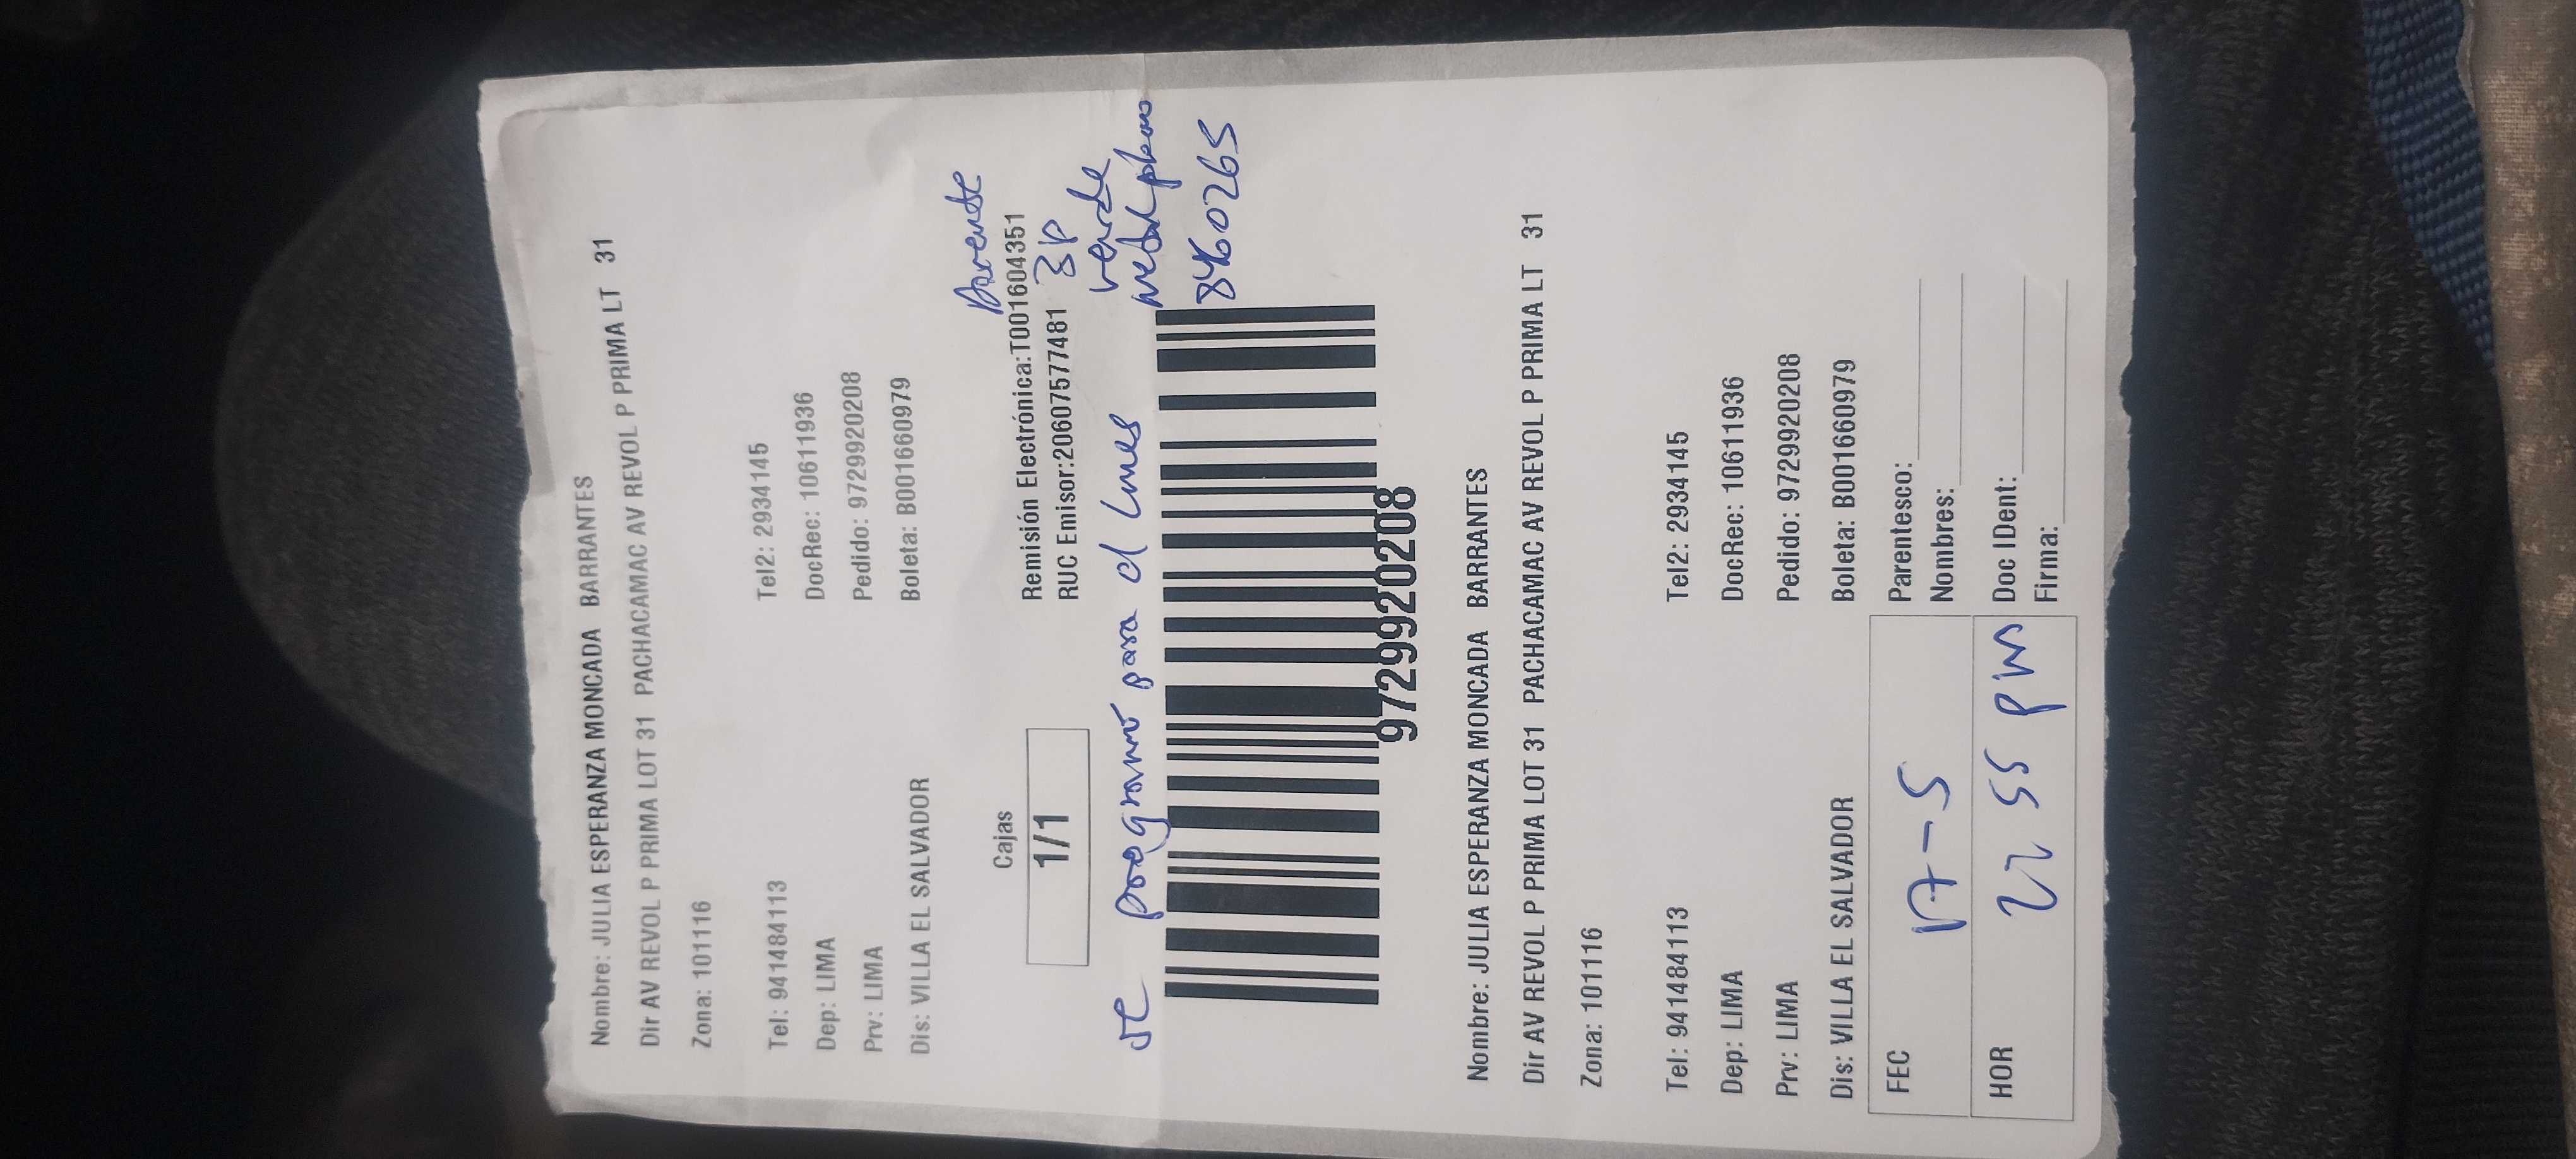 Nombre: JULIA ESPERANZA MONCADA BARRANTES
Dir AV REVOL P PRIMA LOT 31 PACHACAMAC AV REVOL P PRIMA LT 31
Zona: 101116
Tel: 941484113 Tel2: 2934145
Dep: LIMA DocRec: 10611936
Prv: LIMA Pedido: 9729920208
Dis: VILLA EL SALVADOR Boleta: B001660979
Parente
Cajas Remisión Electrónica:T001604351
1/1 RUC Emisor:20607577481 3P
verde
se programó para el lunes metal plomo
8460265
9729920208
Nombre: JULIA ESPERANZA MONCADA BARRANTES
Dir AV REVOL P PRIMA LOT 31 PACHACAMAC AV REVOL P PRIMA LT 31
Zona: 101116
Tel: 941484113 Tel2: 2934145
Dep: LIMA DocRec: 10611936
Prv: LIMA Pedido: 9729920208
Dis: VILLA EL SALVADOR Boleta: B001660979
FEC 17-5 Parentesco:
Nombres:
HOR 2 55 PM Doc IDent:
Firma: